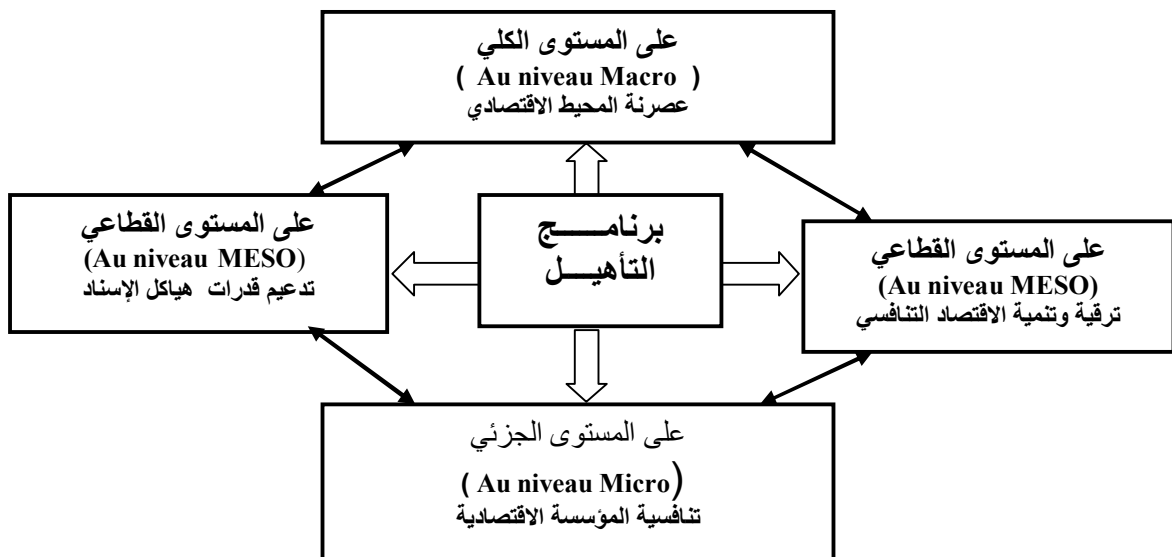 على المستوى الكلي
( Au niveau Macro )
عصرنة المحيط الاقتصادي
برنامــــــج
التأهيــــل
على المستوى القطاعي
(Au niveau MESO)
ترقية وتنمية الاقتصاد التنافسي
على المستوى القطاعي
(Au niveau MESO)
تدعيم قدرات هياكل الإسناد
على المستوى الجزئي
( Au niveau Micro)
تنافسية المؤسسة الاقتصادية